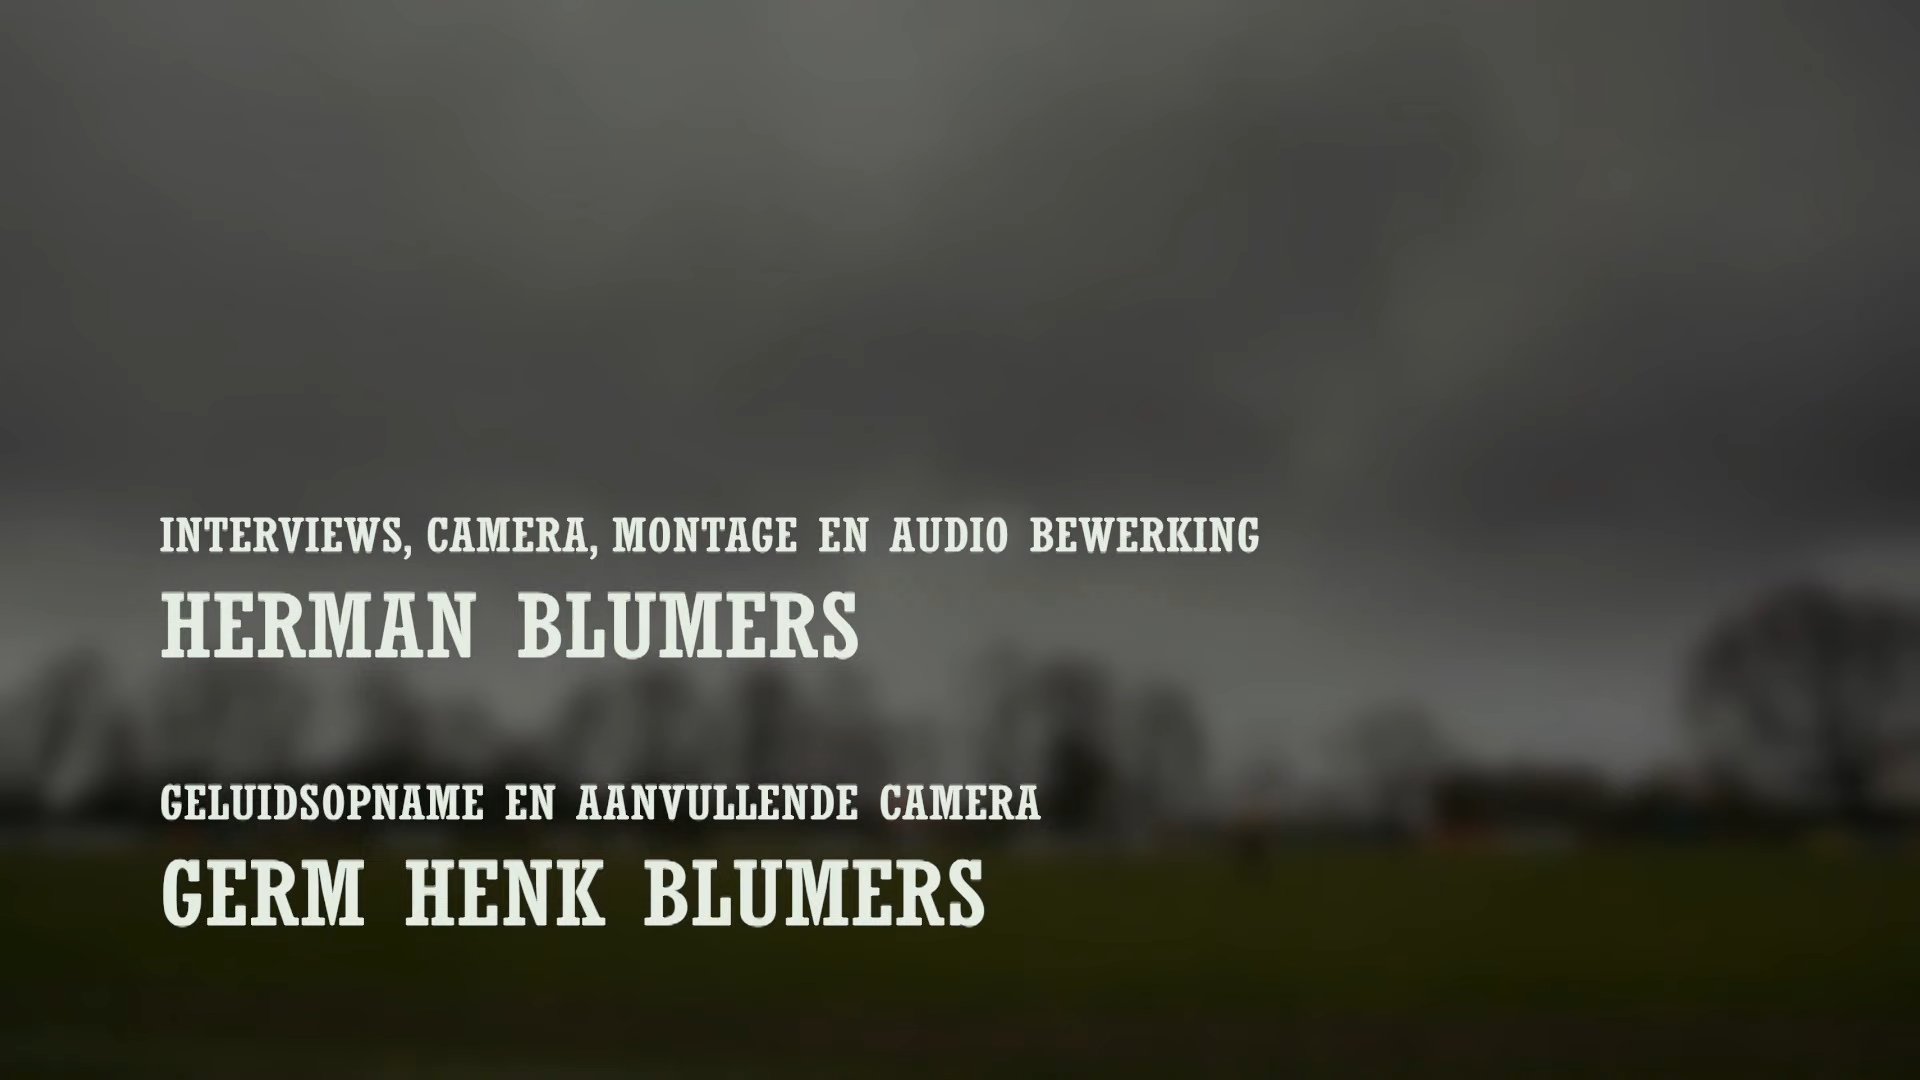 INTERVIEWS, CAMERA, MONTAGE EN AUDIO BEWERKING
HERMAN BLUMERS
GELUIDSOPNAME EN AANVULLENDE CAMERA
GERM HENK BLUMERS